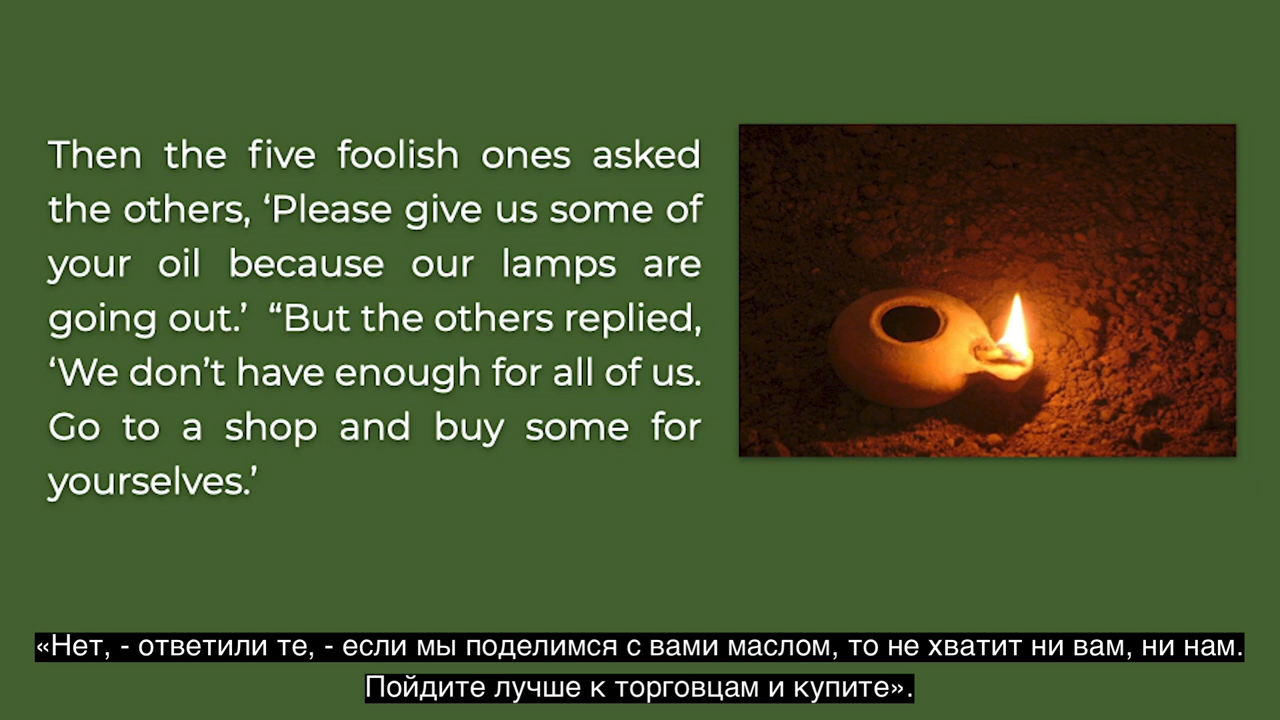 Then the five foolish ones asked
the others, ‘Please give us some of
your oil because our lamps are
going out.’ “But the others replied,
‘We don’t have enough for all of us.
Go to a shop and buy some for
yourselves.’
«Нет, - ответили те, - если мы поделимся с вами маслом, то не хватит ни вам, ни нам.
Пойдите лучше к торговцам и купите».